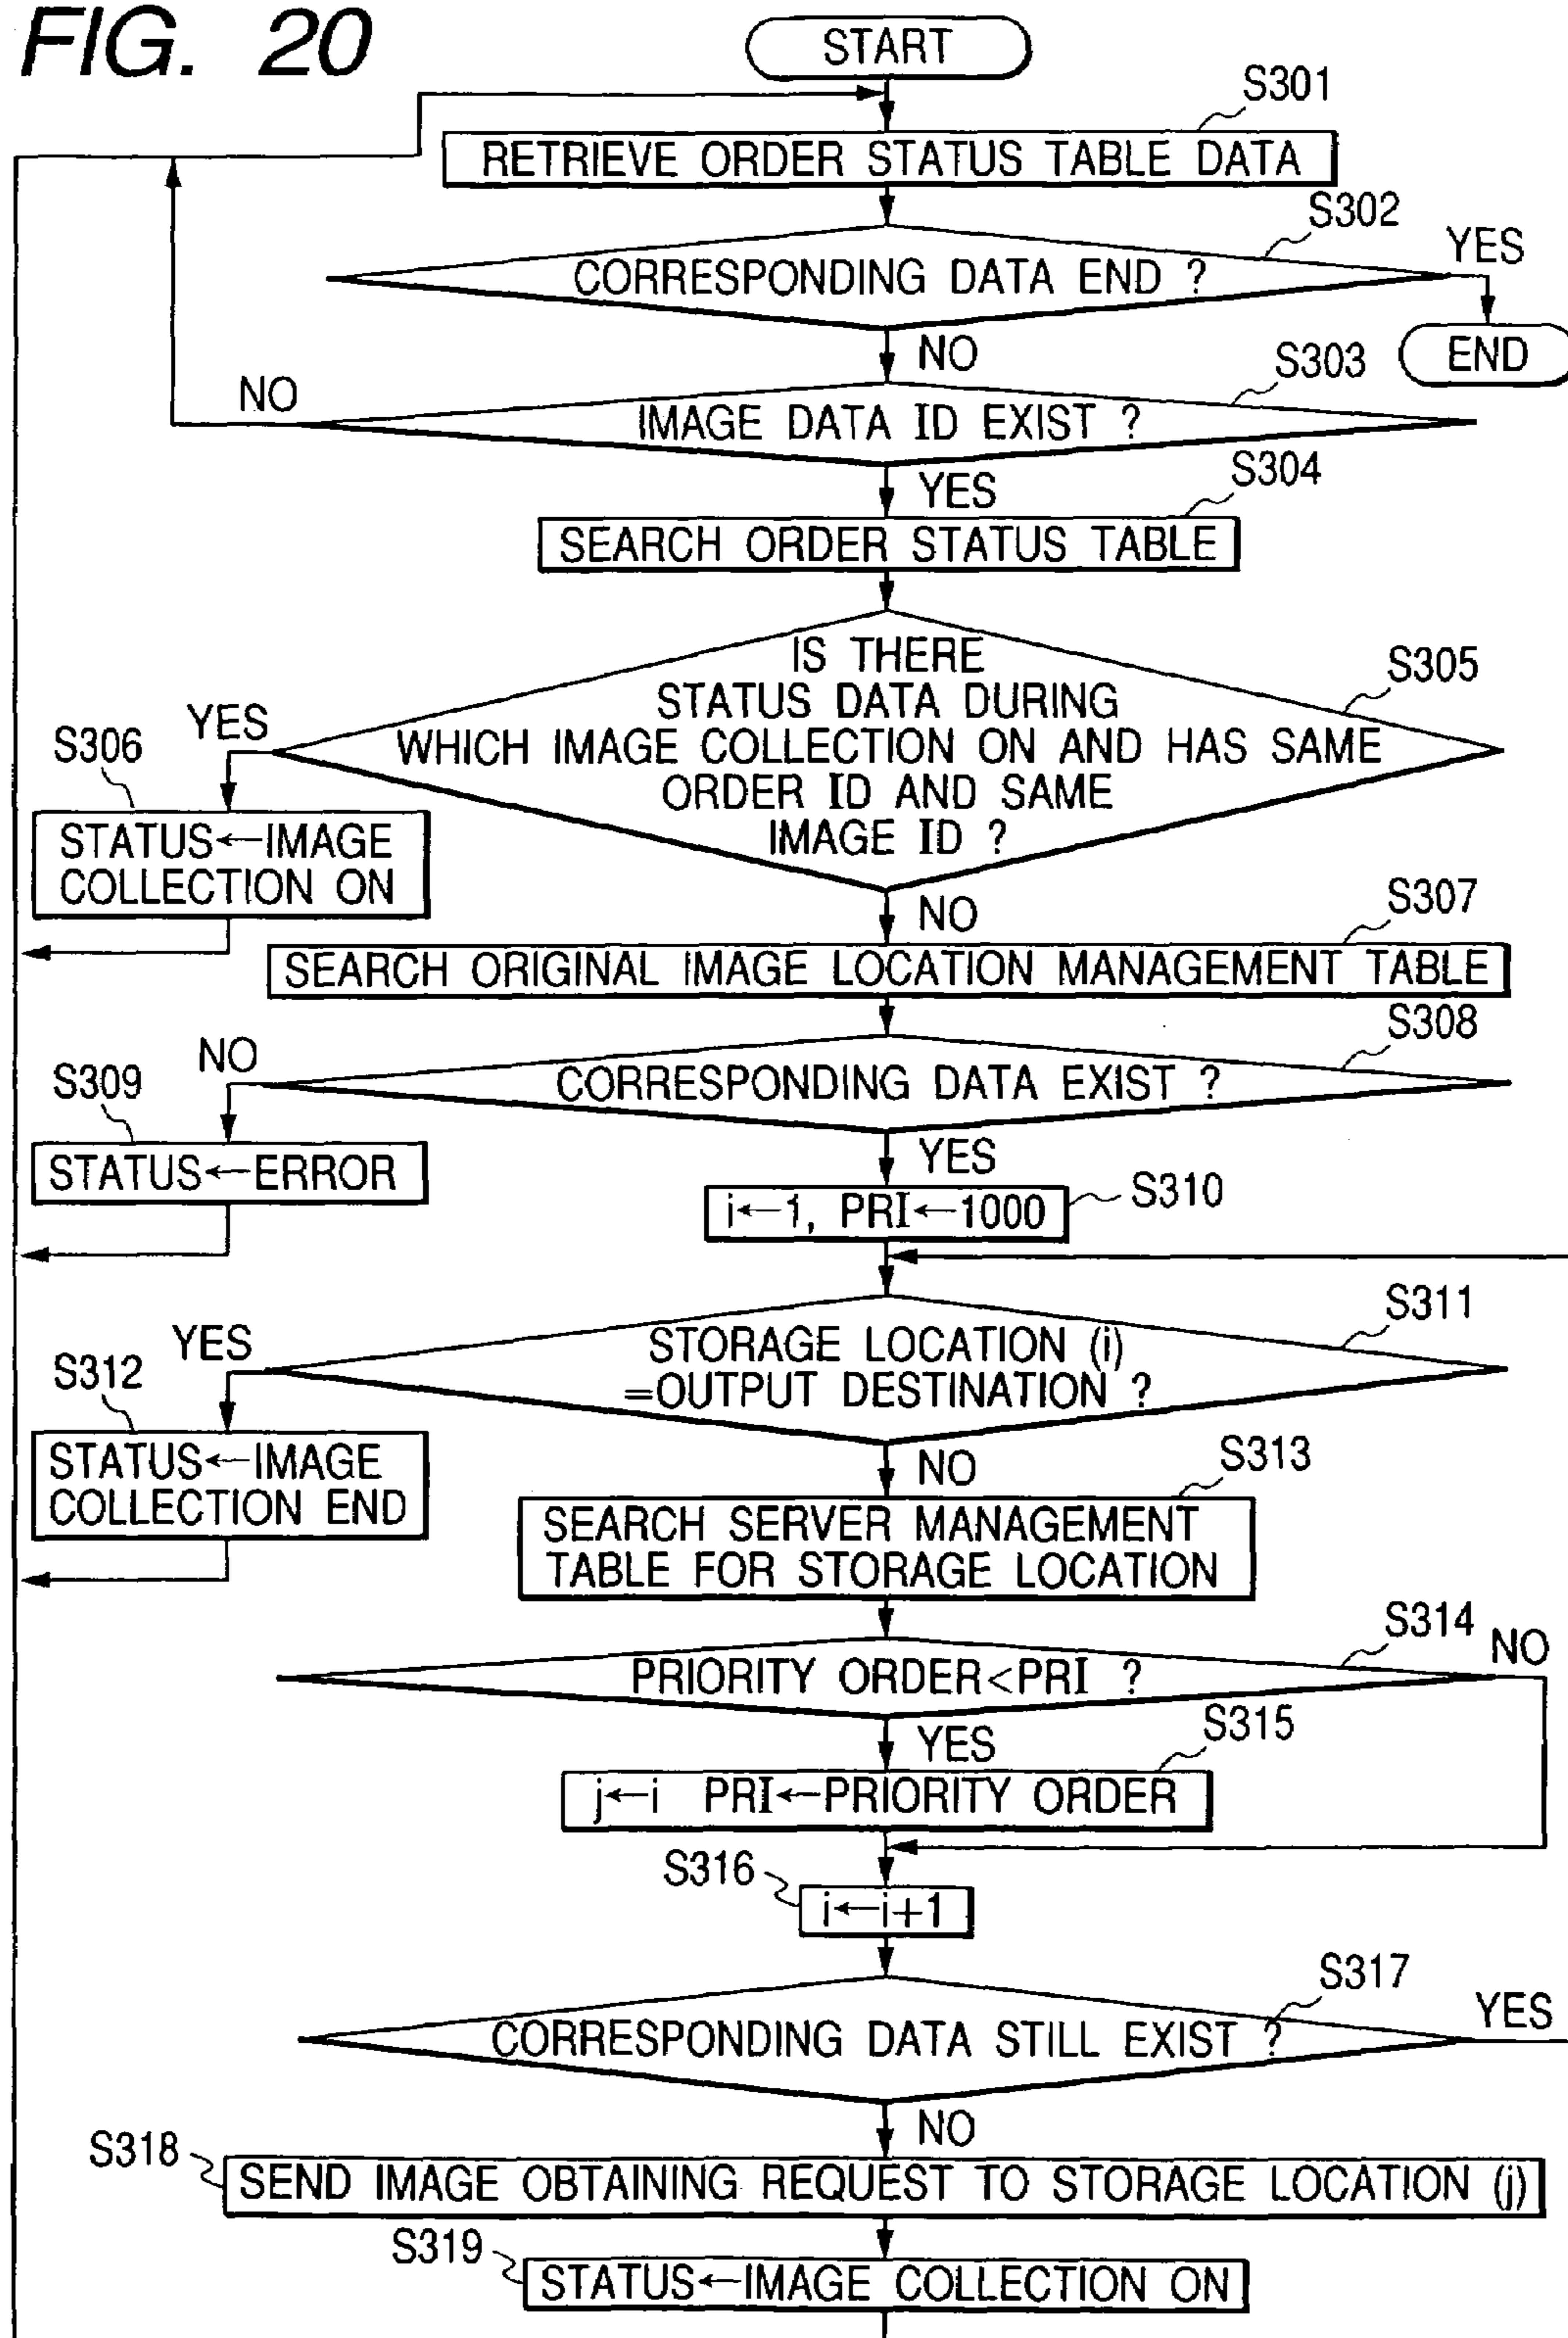 FIG. 20
START
S301
RETRIEVE ORDER STATUS TABLE DATA
S302
CORRESPONDING DATA END ?
YES
END
NO
S303
IMAGE DATA ID EXIST ?
NO
YES
S304
SEARCH ORDER STATUS TABLE
S305
IS THERE
STATUS DATA DURING
WHICH IMAGE COLLECTION ON AND HAS SAME
ORDER ID AND SAME
IMAGE ID ?
YES
S306
STATUS←IMAGE
COLLECTION ON
NO
S307
SEARCH ORIGINAL IMAGE LOCATION MANAGEMENT TABLE
S308
CORRESPONDING DATA EXIST ?
NO
S309
STATUS←ERROR
YES
S310
i←1, PRI←1000
S311
STORAGE LOCATION (i)
=OUTPUT DESTINATION ?
YES
S312
STATUS←IMAGE
COLLECTION END
NO
S313
SEARCH SERVER MANAGEMENT
TABLE FOR STORAGE LOCATION
S314
PRIORITY ORDER<PRI ?
NO
YES
S315
j←i PRI←PRIORITY ORDER
S316
i←i+1
S317
CORRESPONDING DATA STILL EXIST ?
YES
NO
S318
SEND IMAGE OBTAINING REQUEST TO STORAGE LOCATION (j)
S319
STATUS←IMAGE COLLECTION ON